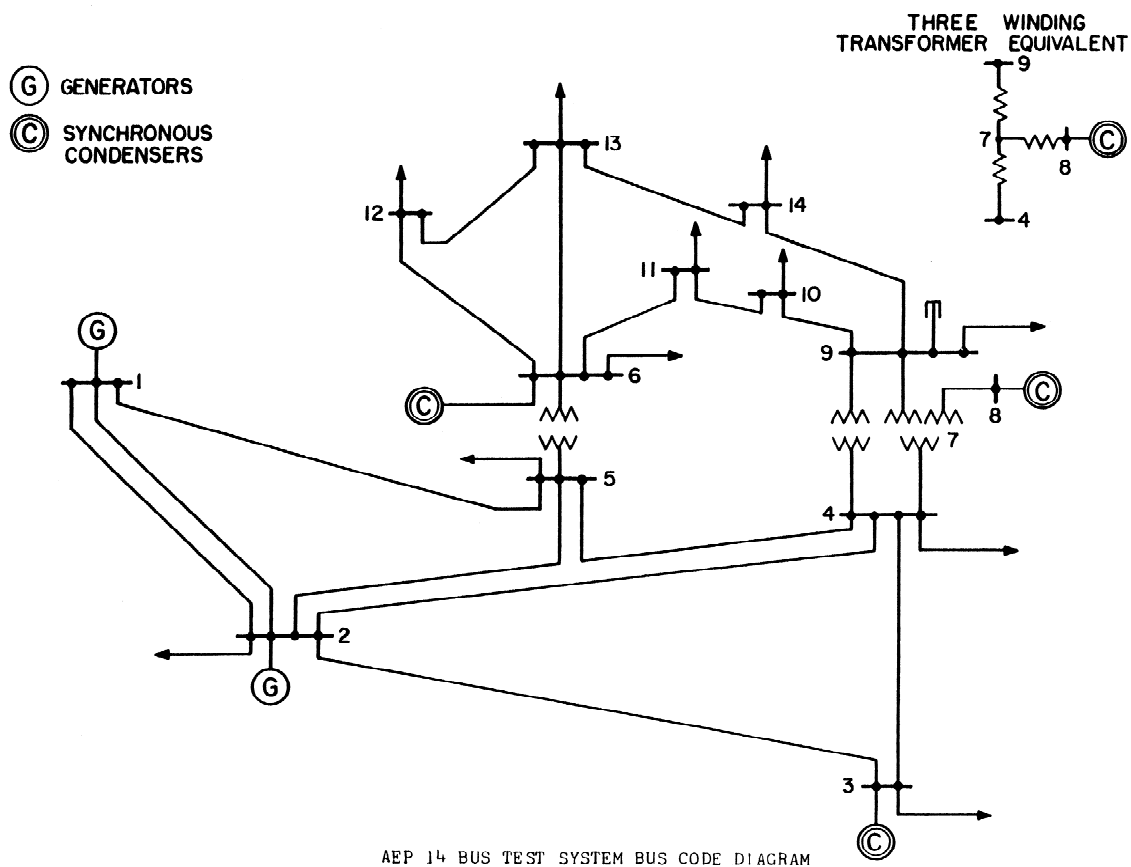 THREE WINDING
TRANSFORMER EQUIVALENT
9
7
C
8
4
G GENERATORS
C SYNCHRONOUS
CONDENSERS
13
12
14
11
10
G
1
9
6
C
8
C
7
5
4
2
G
3
C
AEP 14 BUS TEST SYSTEM BUS CODE DIAGRAM